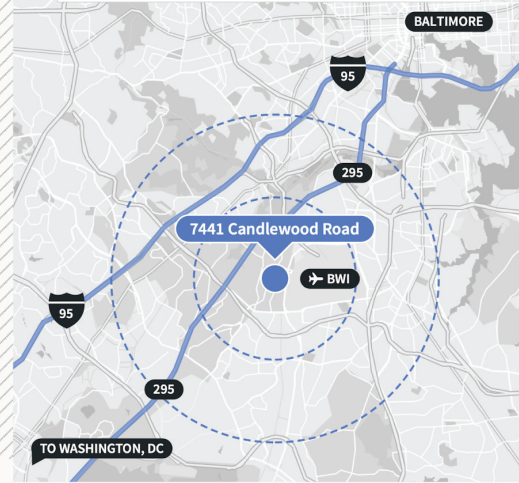 BALTIMORE
95
295
7441 Candlewood Road
BWI
95
295
TO WASHINGTON, DC